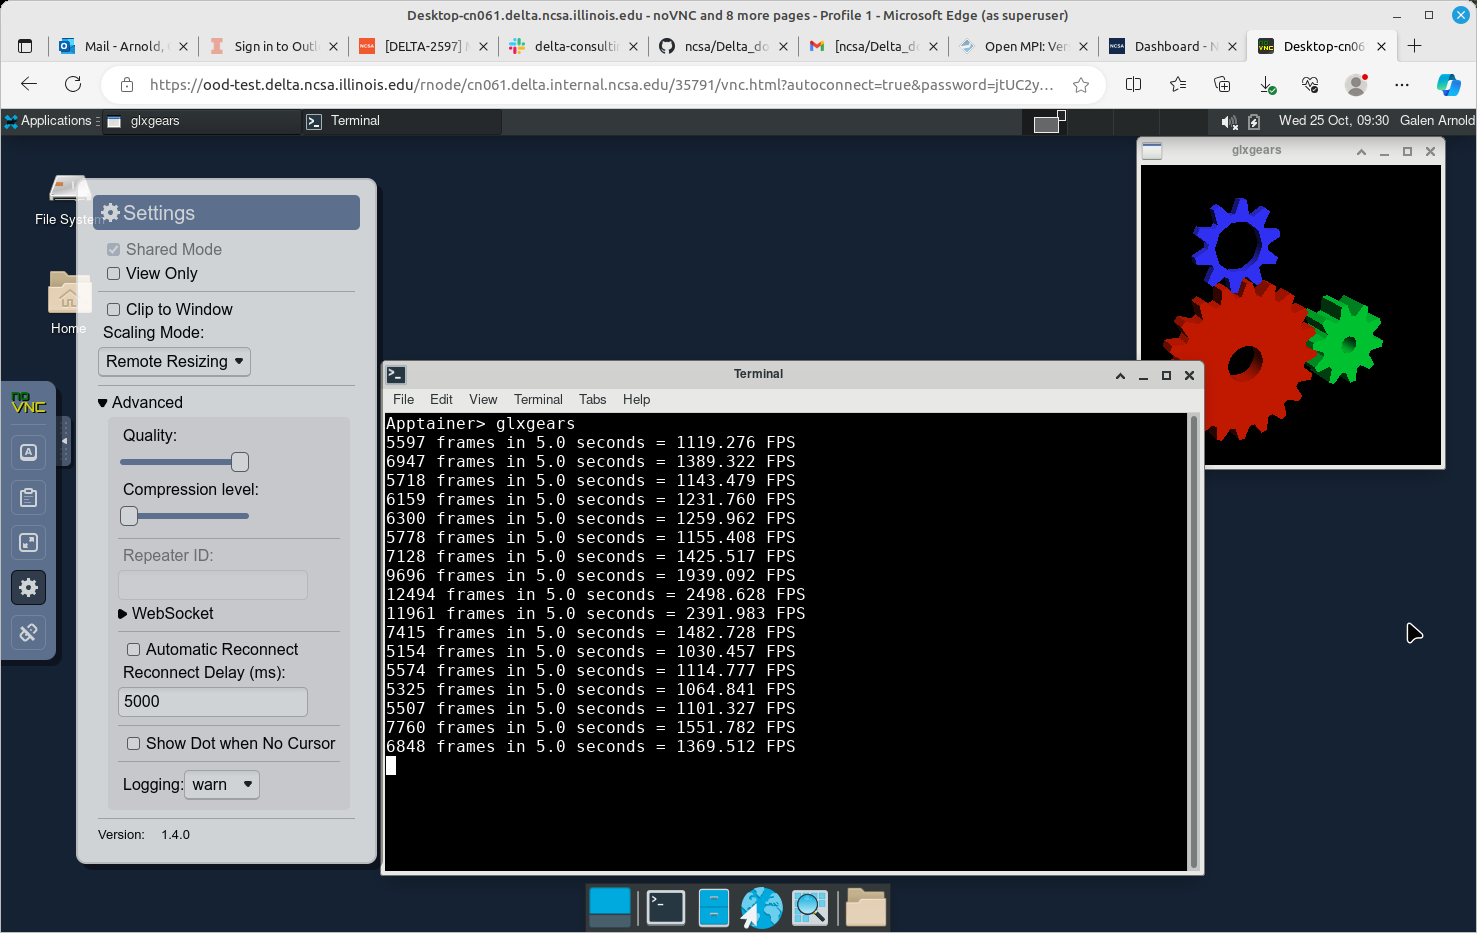 Desktop-cn061.delta.ncsa.illinois.edu - noVNC and 8 more pages - Profile 1 - Microsoft Edge (as superuser)
Mail - Arnold,
Sign in to Outl
NCSA
[DELTA-2597]
delta-consultin
ncsa/Delta_do
[ncsa/Delta_do
Open MPI: Ver
NCSA
Dashboard - N
no
VNC
Desktop-cn06
https://ood-test.delta.ncsa.illinois.edu/rnode/cn061.delta.internal.ncsa.edu/35791/vnc.html?autoconnect=true&password=jtUC2y...
Applications
glxgears
Terminal
Wed 25 Oct, 09:30
Galen Arnold
File System
Home
no
VNC
Settings
Shared Mode
View Only
Clip to Window
Scaling Mode:
Remote Resizing
Advanced
Quality:
Compression level:
Repeater ID:
WebSocket
Automatic Reconnect
Reconnect Delay (ms):
5000
Show Dot when No Cursor
Logging: warn
Version: 1.4.0
glxgears
Terminal
File Edit View Terminal Tabs Help
Apptainer> glxgears
5597 frames in 5.0 seconds = 1119.276 FPS
6947 frames in 5.0 seconds = 1389.322 FPS
5718 frames in 5.0 seconds = 1143.479 FPS
6159 frames in 5.0 seconds = 1231.760 FPS
6300 frames in 5.0 seconds = 1259.962 FPS
5778 frames in 5.0 seconds = 1155.408 FPS
7128 frames in 5.0 seconds = 1425.517 FPS
9696 frames in 5.0 seconds = 1939.092 FPS
12494 frames in 5.0 seconds = 2498.628 FPS
11961 frames in 5.0 seconds = 2391.983 FPS
7415 frames in 5.0 seconds = 1482.728 FPS
5154 frames in 5.0 seconds = 1030.457 FPS
5574 frames in 5.0 seconds = 1114.777 FPS
5325 frames in 5.0 seconds = 1064.841 FPS
5507 frames in 5.0 seconds = 1101.327 FPS
7760 frames in 5.0 seconds = 1551.782 FPS
6848 frames in 5.0 seconds = 1369.512 FPS